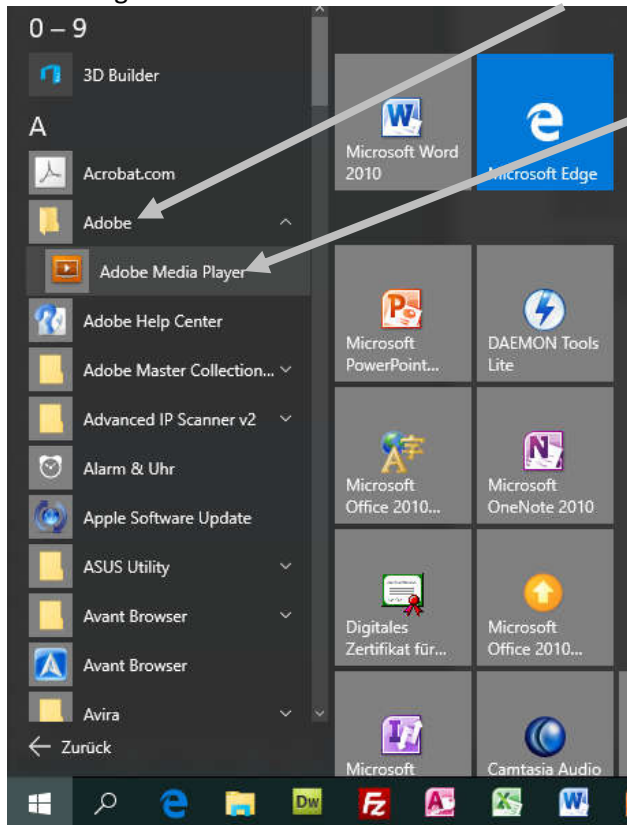 0 – 9
3D Builder
A
Acrobat.com
Adobe
Adobe Media Player
Adobe Help Center
Adobe Master Collection...
Advanced IP Scanner v2
Alarm & Uhr
Apple Software Update
ASUS Utility
Avant Browser
Avant Browser
Avira
Zurück
Microsoft Word
2010
Microsoft Edge
Microsoft
PowerPoint...
DAEMON Tools
Lite
Microsoft
Office 2010...
Microsoft
OneNote 2010
Digitales
Zertifikat für...
Microsoft
Office 2010...
Microsoft
Camtasia Audio
Dw